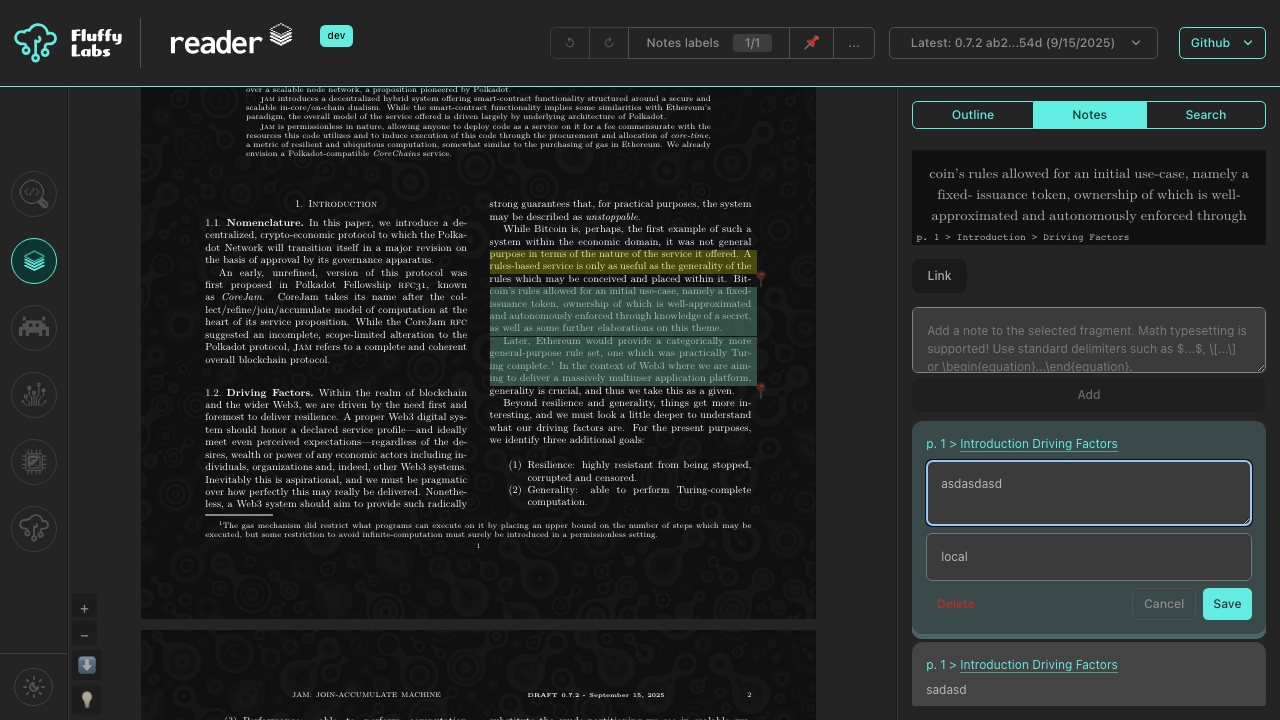 Fluffy
Labs
reader
dev
Notes labels
1/1
...
Latest: 0.7.2 ab2...54d (9/15/2025)
Github
over a scalable node network, a proposition pioneered by Polkadot.
JAM introduces a decentralized hybrid system offering smart-contract functionality structured around a secure and
scalable in-core/on-chain dualism. While the smart-contract functionality implies some similarities with Ethereum's
paradigm, the overall model of the service offered is driven largely by underlying architecture of Polkadot.
JAM is permissionless in nature, allowing anyone to deploy code as a service on it for a fee commensurate with the
resources this code utilizes and to induce execution of this code through the procurement and allocation of core-time,
a metric of resilient and ubiquitous computation, somewhat similar to the purchasing of gas in Ethereum. We already
envision a Polkadot-compatible CoreChains service.
1. Introduction
1.1. Nomenclature. In this paper, we introduce a de-
centralized, crypto-economic protocol to which the Polka-
dot Network will transition itself in a major revision on
the basis of approval by its governance apparatus.
An early, unrefined, version of this protocol was
first proposed in Polkadot Fellowship RFC31, known
as CoreJam. CoreJam takes its name after the col-
lect/refine/join/accumulate model of computation at the
heart of its service proposition. While the CoreJam RFC
suggested an incomplete, scope-limited alteration to the
Polkadot protocol, JAM refers to a complete and coherent
overall blockchain protocol.
1.2. Driving Factors. Within the realm of blockchain
and the wider Web3, we are driven by the need first and
foremost to deliver resilience. A proper Web3 digital sys-
tem should honor a declared service profile—and ideally
meet even perceived expectations—regardless of the de-
sires, wealth or power of any economic actors including in-
dividuals, organizations and, indeed, other Web3 systems.
Inevitably this is aspirational, and we must be pragmatic
over how perfectly this may really be delivered. Nonethe-
less, a Web3 system should aim to provide such radically
strong guarantees that, for practical purposes, the system
may be described as unstoppable.
While Bitcoin is, perhaps, the first example of such a
system within the economic domain, it was not general
purpose in terms of the nature of the service it offered. A
rules-based service is only as useful as the generality of the
rules which may be conceived and placed within it. Bit-
coin's rules allowed for an initial use-case, namely a fixed-
issuance token, ownership of which is well-approximated
and autonomously enforced through knowledge of a secret,
as well as some further elaborations on this theme.
Later, Ethereum would provide a categorically more
general-purpose rule set, one which was practically Tur-
ing complete.¹ In the context of Web3 where we are aim-
ing to deliver a massively multiuser application platform,
generality is crucial, and thus we take this as a given.
Beyond resilience and generality, things get more in-
teresting, and we must look a little deeper to understand
what our driving factors are. For the present purposes,
we identify three additional goals:
(1) Resilience: highly resistant from being stopped,
corrupted and censored.
(2) Generality: able to perform Turing-complete
computation.
¹The gas mechanism did restrict what programs can execute on it by placing an upper bound on the number of steps which may be
executed, but some restriction to avoid infinite-computation must surely be introduced in a permissionless setting.
1
JAM: JOIN-ACCUMULATE MACHINE
DRAFT 0.7.2 - September 15, 2025
2
Outline
Notes
Search
coin's rules allowed for an initial use-case, namely a
fixed- issuance token, ownership of which is well-
approximated and autonomously enforced through
p. 1 > Introduction > Driving Factors
Link
Add a note to the selected fragment. Math typesetting is
supported! Use standard delimiters such as $...$, \[...\]
or \begin{equation}...\end{equation}.
Add
p. 1 > Introduction Driving Factors
asdasdasd
local
Delete
Cancel
Save
p. 1 > Introduction Driving Factors
sadasd